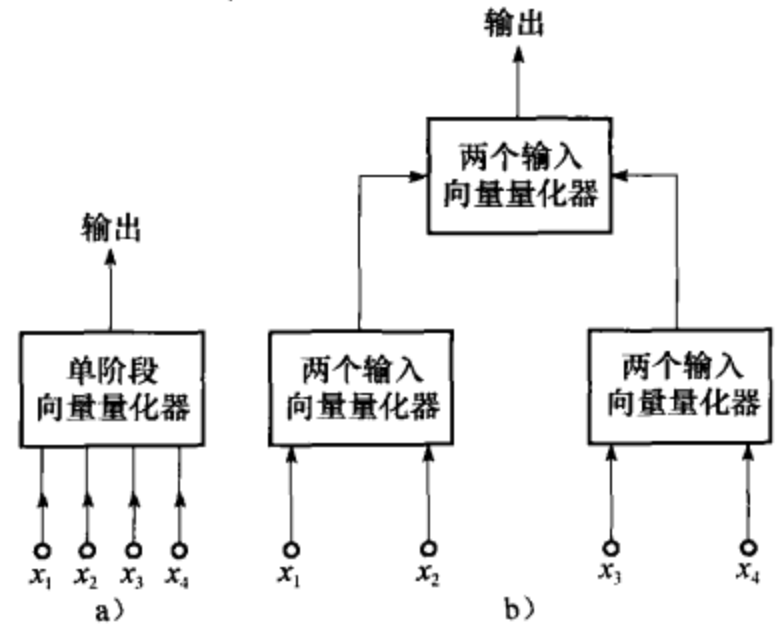 输出
两个输入
向量量化器
输出
单阶段
向量量化器
两个输入
向量量化器
两个输入
向量量化器
x₁ x₂ x₃ x₄ x₁ x₂ x₃ x₄
a） b）